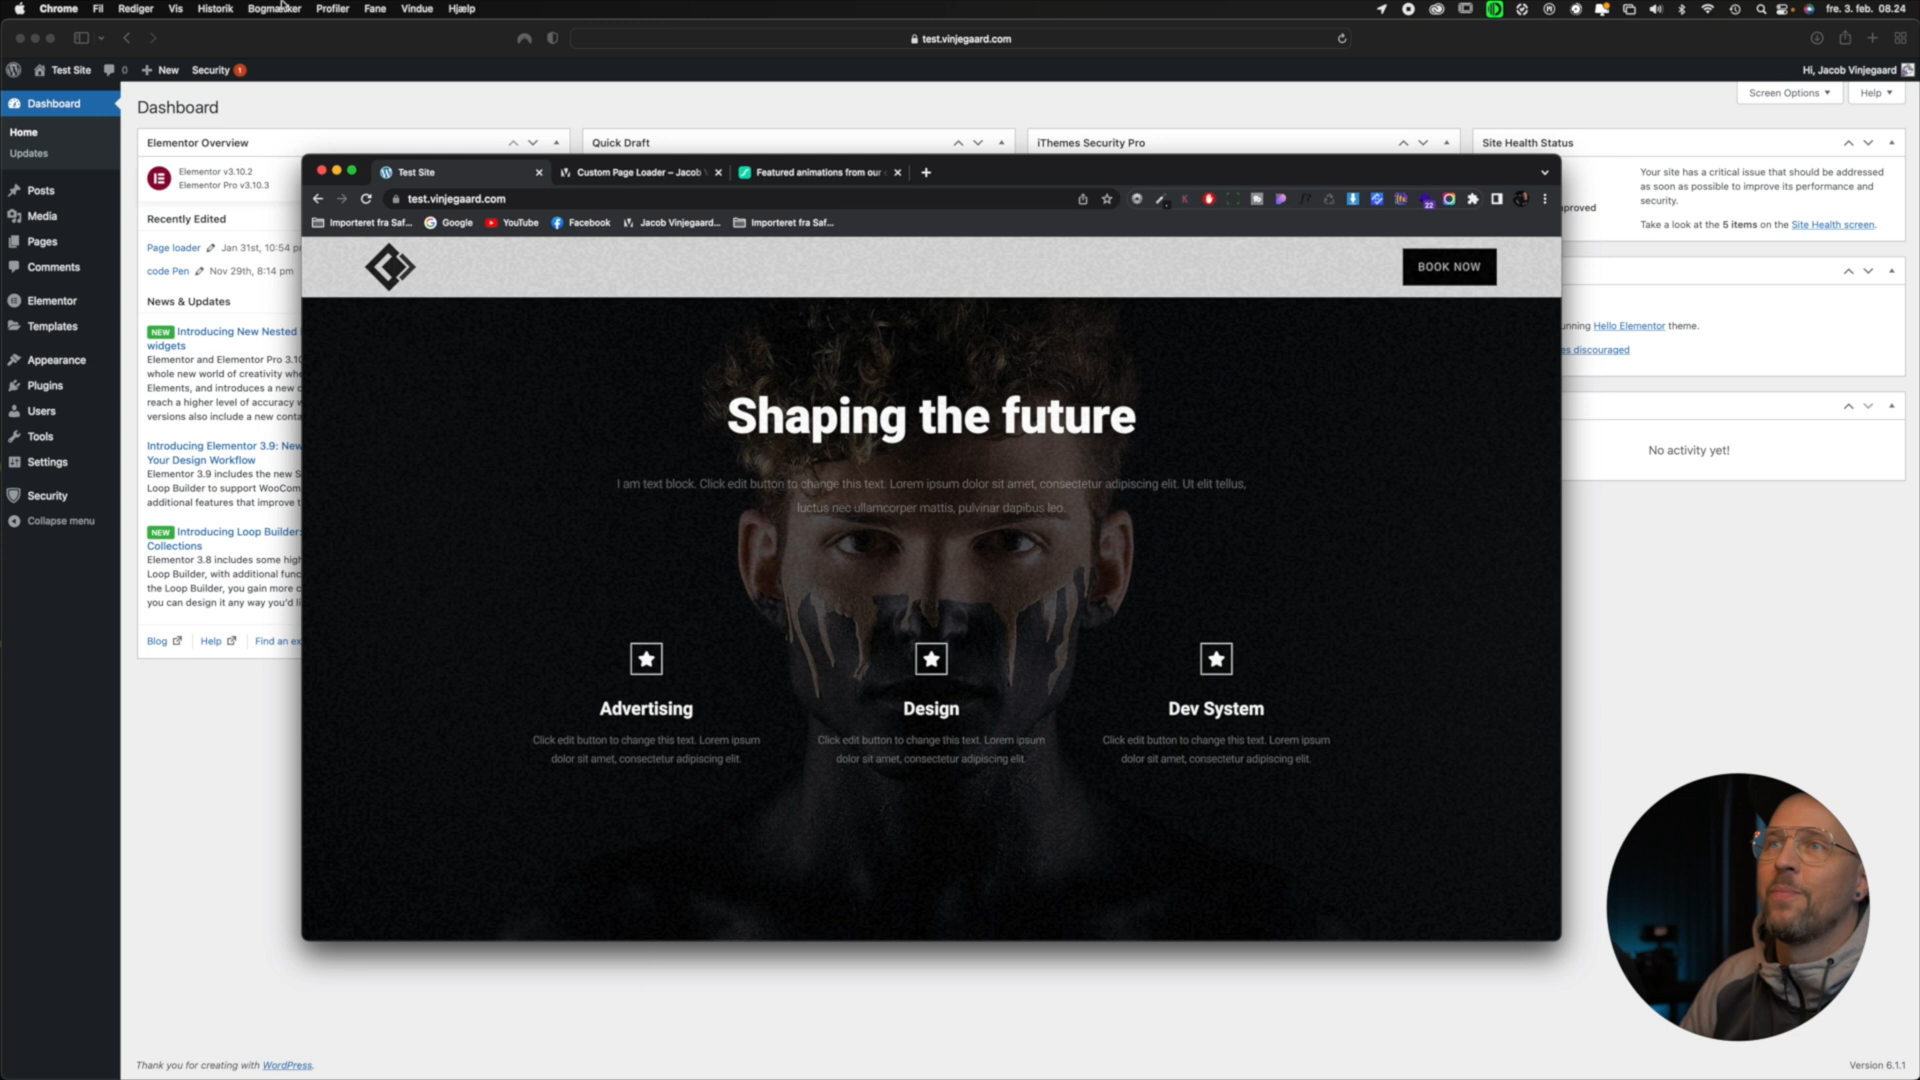 Chrome Fil Rediger Vis Historik Bogmærker Profiler Fane Vindue Hjælp
fre. 3. feb. 08.24
test.vinjegaard.com
Test Site 0 New Security 1
Hi, Jacob Vinjegaard
Dashboard
Home
Updates
Posts
Media
Pages
Comments
Elementor
Templates
Appearance
Plugins
Users
Tools
Settings
Security
Collapse menu
Dashboard
Screen Options Help
Elementor Overview
Elementor v3.10.2
Elementor Pro v3.10.3
Recently Edited
Page loader Jan 31st, 10:54 p
code Pen Nov 29th, 8:14 pm
News & Updates
NEW Introducing New Nested
widgets
Elementor and Elementor Pro 3.10
whole new world of creativity whe
Elements, and introduces a new c
reach a higher level of accuracy w
versions also include a new conta
Introducing Elementor 3.9: New
Your Design Workflow
Elementor 3.9 includes the new S
Loop Builder to support WooCom
additional features that improve t
NEW Introducing Loop Builder:
Collections
Elementor 3.8 includes some high
Loop Builder, with additional func
the Loop Builder, you gain more c
you can design it any way you'd li
Blog Help Find an ex
Quick Draft
iThemes Security Pro
Site Health Status
Your site has a critical issue that should be addressed
as soon as possible to improve its performance and
security.
proved
Take a look at the 5 items on the Site Health screen.
unning Hello Elementor theme.
es discouraged
No activity yet!
Test Site
Custom Page Loader – Jacob V
Featured animations from our c
test.vinjegaard.com
22
Importeret fra Saf... Google YouTube Facebook Jacob Vinjegaard... Importeret fra Saf...
BOOK NOW
Shaping the future
I am text block. Click edit button to change this text. Lorem ipsum dolor sit amet, consectetur adipiscing elit. Ut elit tellus,
luctus nec ullamcorper mattis, pulvinar dapibus leo.
Advertising
Click edit button to change this text. Lorem ipsum
dolor sit amet, consectetur adipiscing elit.
Design
Click edit button to change this text. Lorem ipsum
dolor sit amet, consectetur adipiscing elit.
Dev System
Click edit button to change this text. Lorem ipsum
dolor sit amet, consectetur adipiscing elit.
Thank you for creating with WordPress.
Version 6.1.1